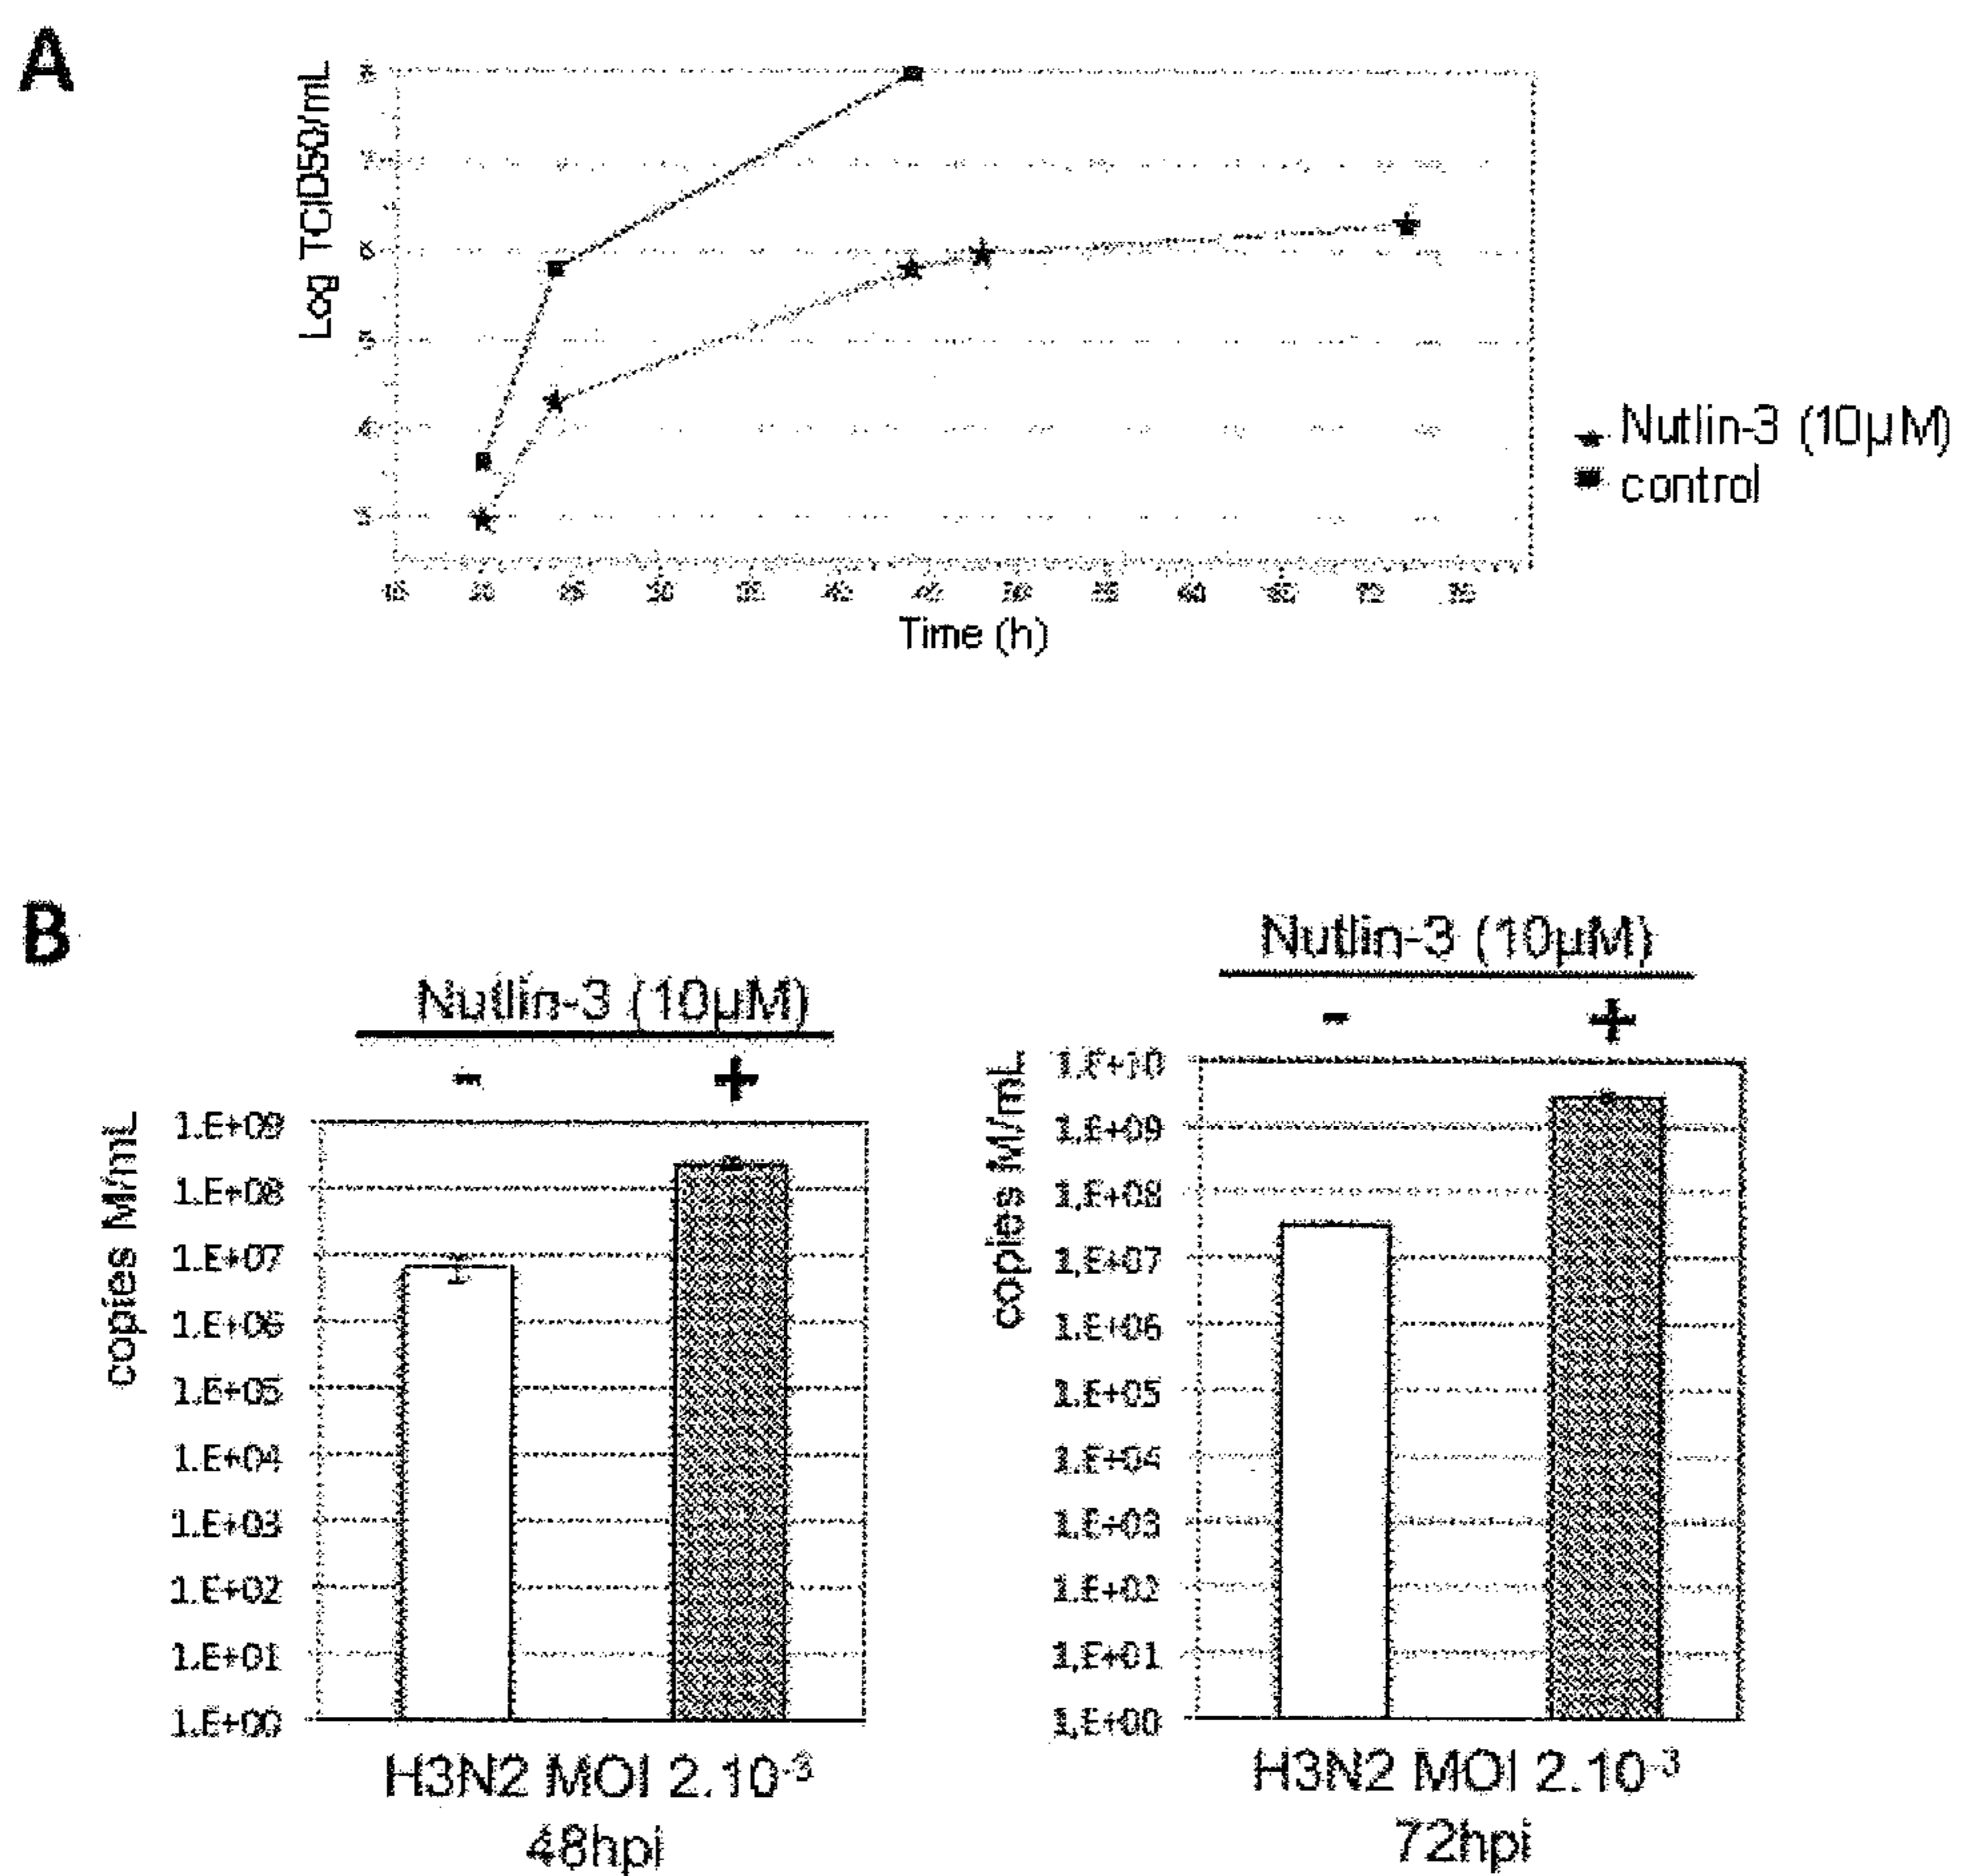 A
Log TCID50/mL
Time (h)
Nutlin-3 (10µM)
control
B
Nutlin-3 (10µM)
- +
copies M/mL
1.E+09
1.E+08
1.E+07
1.E+06
1.E+05
1.E+04
1.E+03
1.E+02
1.E+01
1.E+00
H3N2 MOI 2.10-3
48hpi
Nutlin-3 (10µM)
- +
copies M/mL
1,E+10
1,E+09
1,E+08
1,E+07
1,E+06
1,E+05
1,E+04
1,E+03
1,E+02
1,E+01
1,E+00
H3N2 MOI 2.10-3
72hpi